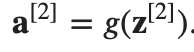 a^[2] = g(z^[2]).